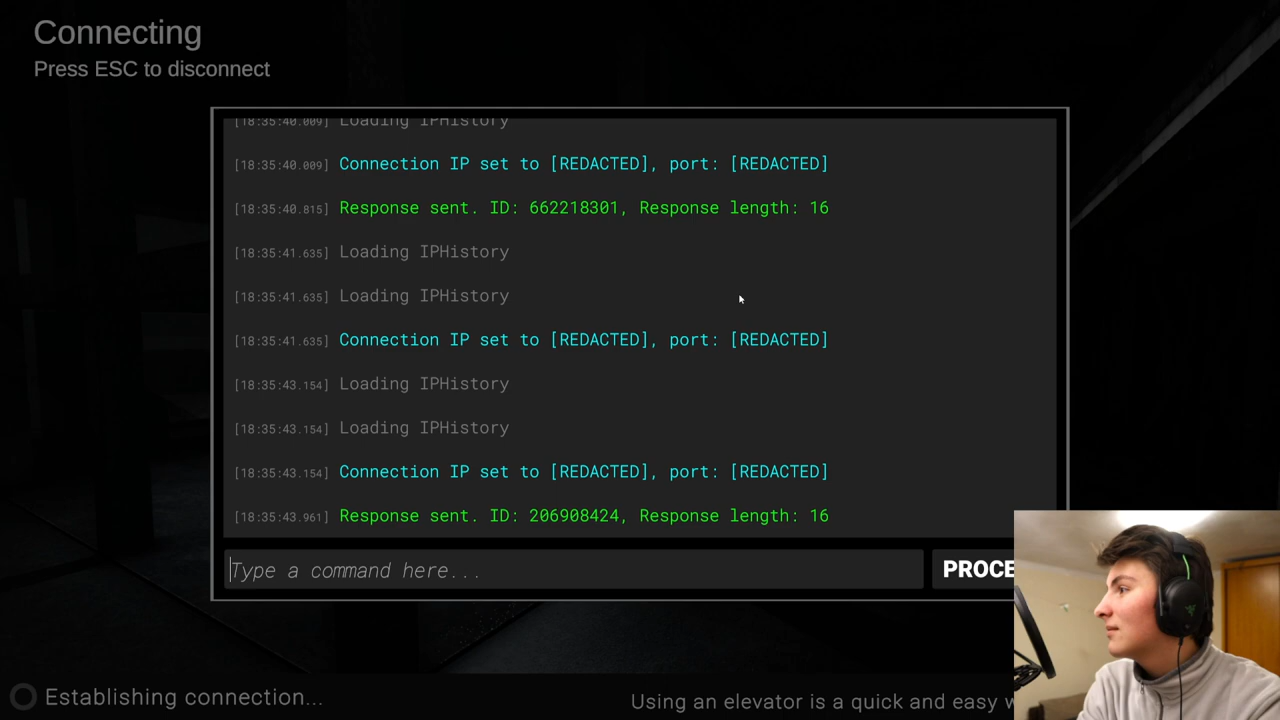 Connecting
Press ESC to disconnect
[18:35:40.009] Loading IPHistory
[18:35:40.009] Connection IP set to [REDACTED], port: [REDACTED]
[18:35:40.815] Response sent. ID: 662218301, Response length: 16
[18:35:41.635] Loading IPHistory
[18:35:41.635] Loading IPHistory
[18:35:41.635] Connection IP set to [REDACTED], port: [REDACTED]
[18:35:43.154] Loading IPHistory
[18:35:43.154] Loading IPHistory
[18:35:43.154] Connection IP set to [REDACTED], port: [REDACTED]
[18:35:43.961] Response sent. ID: 206908424, Response length: 16
Type a command here...
PROCE
Establishing connection...
Using an elevator is a quick and easy